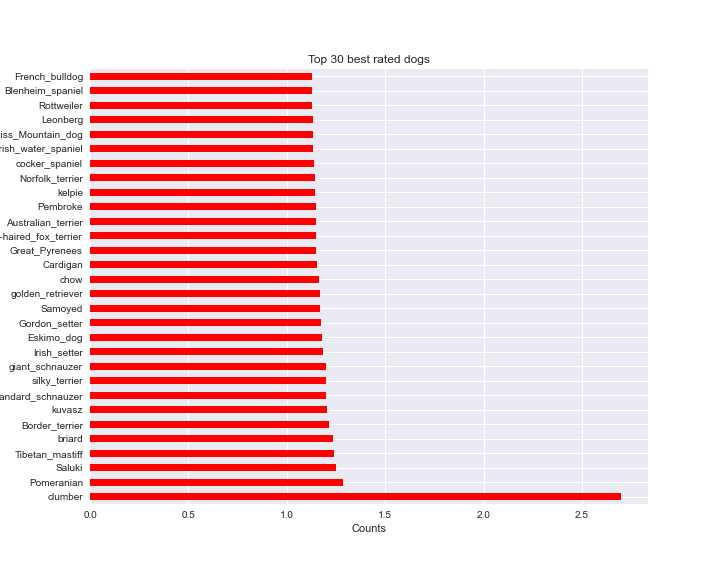 Top 30 best rated dogs
French_bulldog
Blenheim_spaniel
Rottweiler
Leonberg
iss_Mountain_dog
rish_water_spaniel
cocker_spaniel
Norfolk_terrier
kelpie
Pembroke
Australian_terrier
-haired_fox_terrier
Great_Pyrenees
Cardigan
chow
golden_retriever
Samoyed
Gordon_setter
Eskimo_dog
Irish_setter
giant_schnauzer
silky_terrier
andard_schnauzer
kuvasz
Border_terrier
briard
Tibetan_mastiff
Saluki
Pomeranian
clumber
0.0 0.5 1.0 1.5 2.0 2.5
Counts